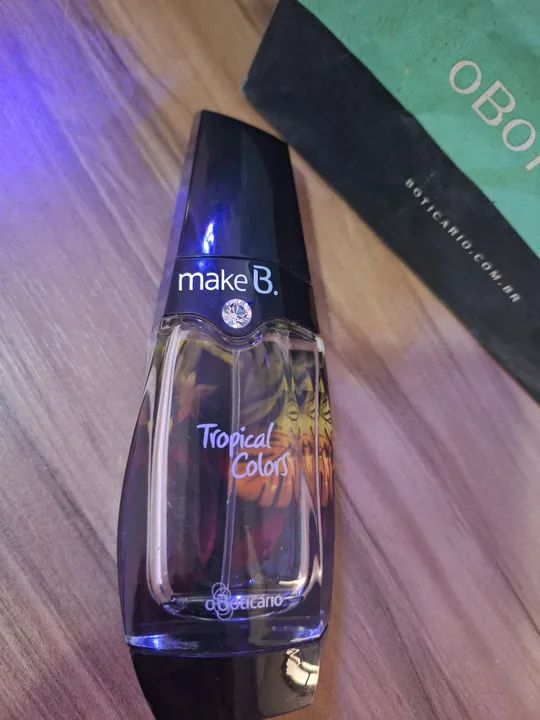 oBOT
BOTICARIO.COM.BR
make B.
Tropical
Colors
oBoticário